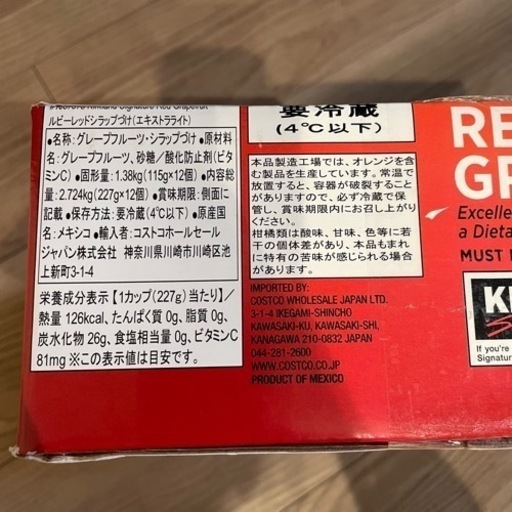 Kirkland Signature Red Grapefruit
ルビーレッドシラップづけ（エキストラライト）
●名称：グレープフルーツ・シラップづけ ●原材料
名：グレープフルーツ、砂糖／酸化防止剤（ビタ
ミンC） ●固形量：1.38kg（115g×12個） ●内容総
量：2.724kg（227g×12個） ●賞味期限：側面に
記載 ●保存方法：要冷蔵（4℃以下） ●原産国
名：メキシコ ●輸入者：コストコホールセール
ジャパン株式会社 神奈川県川崎市川崎区池
上新町3-1-4
栄養成分表示【1カップ（227g）当たり】／
熱量 126kcal、たんぱく質 0g、脂質 0g、
炭水化物 26g、食塩相当量 0g、ビタミンC
81mg ※この表示値は目安です。
要冷蔵
（4℃以下）
本品製造工場では、オレンジを含
む製品を生産しています。常温で
放置すると、容器が破裂すること
がありますので、必ず冷蔵で保
管し、賞味期限内にお召し上がり
ください。
柑橘類は酸味、甘味、色等に若
干の個体差があり、本品もまれ
に特有の苦味が感じられる場合
があります。
IMPORTED BY:
COSTCO WHOLESALE JAPAN LTD.
3-1-4 IKEGAMI-SHINCHO
KAWASAKI-KU, KAWASAKI-SHI,
KANAGAWA 210-0832 JAPAN
044-281-2600
WWW.COSTCO.CO.JP
PRODUCT OF MEXICO
RE
GR
Excelle
a Dieta
MUST
KI
If you're
Signatur